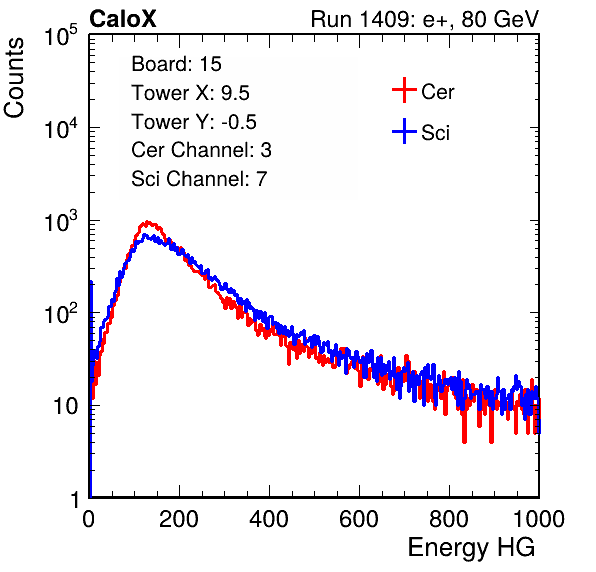 CaloX Run 1409: e+, 80 GeV
Counts
10^5
10^4
10^3
10^2
10
1
Board: 15
Tower X: 9.5
Tower Y: -0.5
Cer Channel: 3
Sci Channel: 7
Cer
Sci
0 200 400 600 800 1000
Energy HG